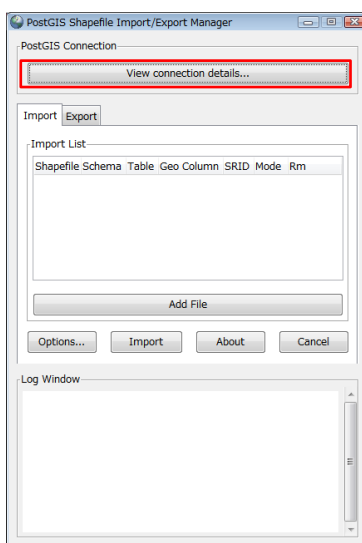 PostGIS Shapefile Import/Export Manager
PostGIS Connection
View connection details...
Import Export
Import List
Shapefile Schema Table Geo Column SRID Mode Rm
Add File
Options... Import About Cancel
Log Window